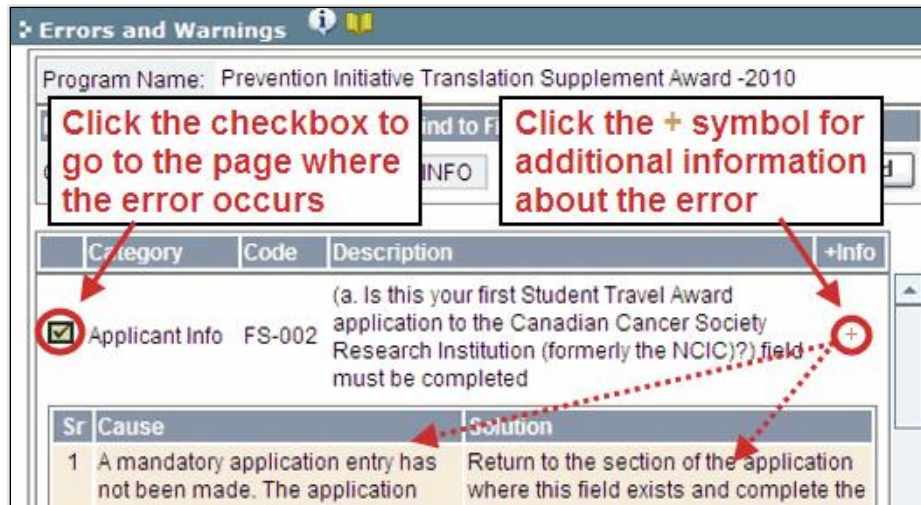 Errors and Warnings
Program Name: Prevention Initiative Translation Supplement Award -2010
Click the checkbox to
go to the page where
the error occurs
ind to Fi
INFO
Click the + symbol for
additional information
about the error
d
Category Code Description +Info
Applicant Info FS-002 (a. Is this your first Student Travel Award
application to the Canadian Cancer Society
Research Institution (formerly the NCIC)?) field
must be completed
+
Sr Cause Solution
1 A mandatory application entry has Return to the section of the application
not been made. The application where this field exists and complete the